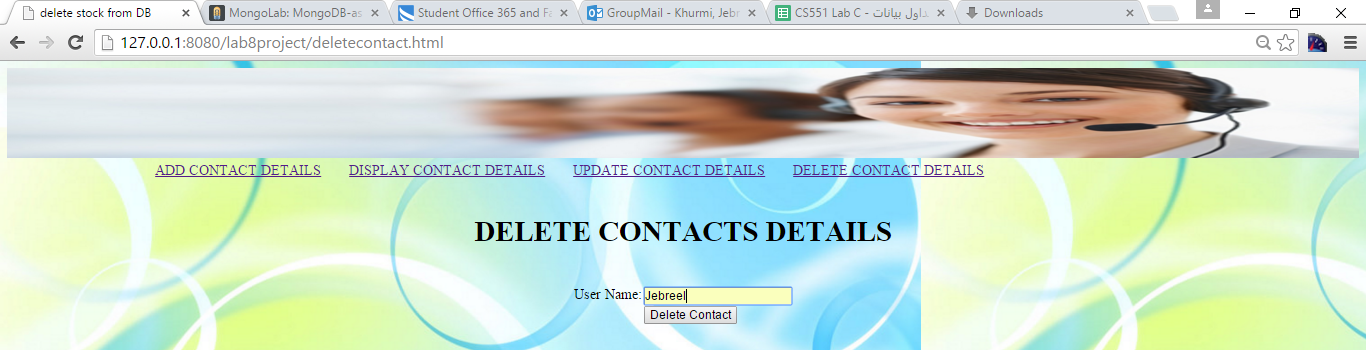 delete stock from DB
MongoLab: MongoDB-as
Student Office 365 and Fa
GroupMail - Khurmi, Jebr
CS551 Lab C - جداول بيانات
Downloads
127.0.0.1:8080/lab8project/deletecontact.html
ADD CONTACT DETAILS DISPLAY CONTACT DETAILS UPDATE CONTACT DETAILS DELETE CONTACT DETAILS
DELETE CONTACTS DETAILS
User Name: Jebreel
Delete Contact